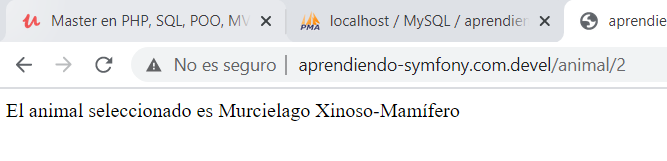 Master en PHP, SQL, POO, MV
localhost / MySQL / aprendien
aprendie
No es seguro | aprendiendo-symfony.com.devel/animal/2
El animal seleccionado es Murcielago Xinoso-Mamífero